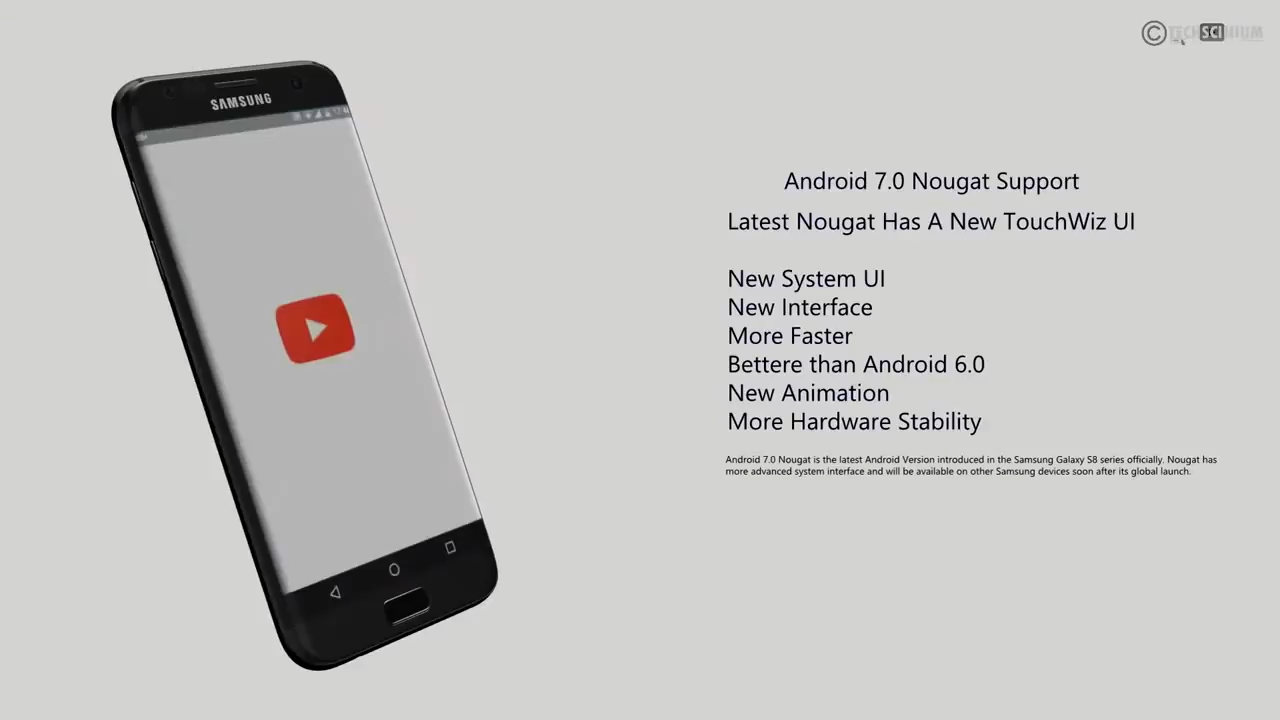 © TECHSCINIUM
SAMSUNG
Android 7.0 Nougat Support
Latest Nougat Has A New TouchWiz UI
New System UI
New Interface
More Faster
Bettere than Android 6.0
New Animation
More Hardware Stability
Android 7.0 Nougat is the latest Android Version introduced in the Samsung Galaxy S8 series officially. Nougat has
more advanced system interface and will be available on other Samsung devices soon after its global launch.